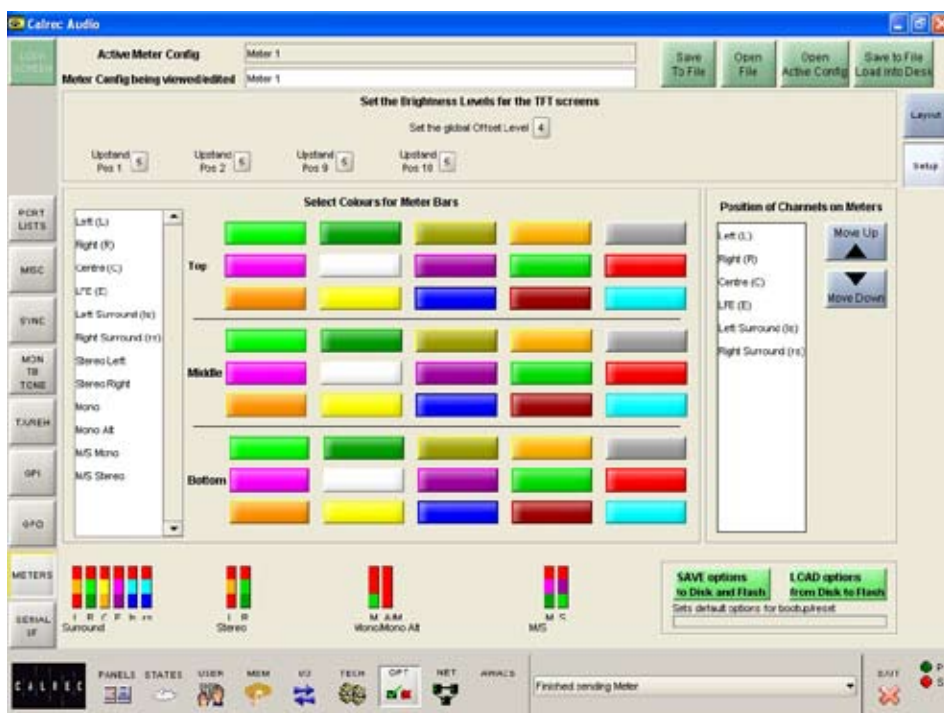 Calrec Audio
Active Meter Config
Meter 1
Meter Config being viewed/edited
Meter 1
Save To File
Open File
Open Active Config
Save to File Load into Desk
Set the Brightness Levels for the TFT screens
Set the global Offset Level 4
Upstand Pos 1 5
Upstand Pos 2 5
Upstand Pos 9 5
Upstand Pos 10 5
Layout
Setup
PORT LISTS
MISC
SYNC
MON TB TONE
TX/REH
GPI
GPO
METERS
SERIAL I/F
Select Colours for Meter Bars
Left (L)
Right (R)
Centre (C)
LFE (E)
Left Surround (ls)
Right Surround (rs)
Stereo Left
Stereo Right
Mono
Mono Alt
M/S Mono
M/S Stereo
Top
Middle
Bottom
Position of Channels on Meters
Left (L)
Right (R)
Centre (C)
LFE (E)
Left Surround (ls)
Right Surround (rs)
Move Up
Move Down
L R C E ls rs
Surround
L R
Stereo
M A/M
Mono/Mono Alt
M S
M/S
SAVE options to Disk and Flash
LOAD options from Disk to Flash
Sets default options for bootup/reset
CALREC
PANELS
STATES
USER
MEM
I/O
TECH
OPT
NET
AWACS
Finished sending Meter
EXIT
P
S